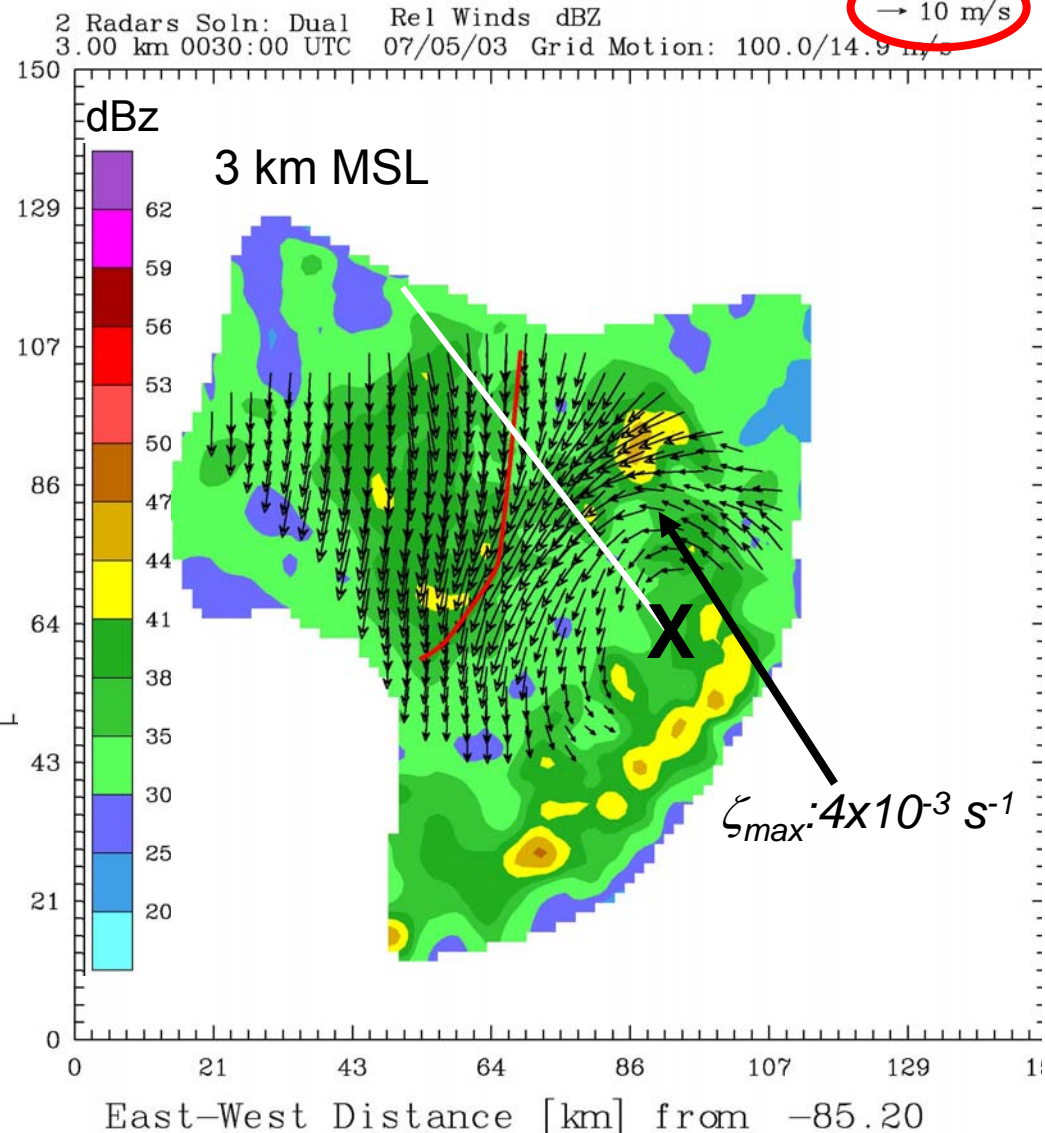 2 Radars Soln: Dual Rel Winds dBZ → 10 m/s
3.00 km 0030:00 UTC 07/05/03 Grid Motion: 100.0/14.9 m/s
150
dBz
3 km MSL
129
62
59
56
107
53
50
86
47
44
41
64
X
38
35
43
30
ζmax:4x10-3 s-1
25
21
20
0
0 21 43 64 86 107 129
East-West Distance [km] from -85.20